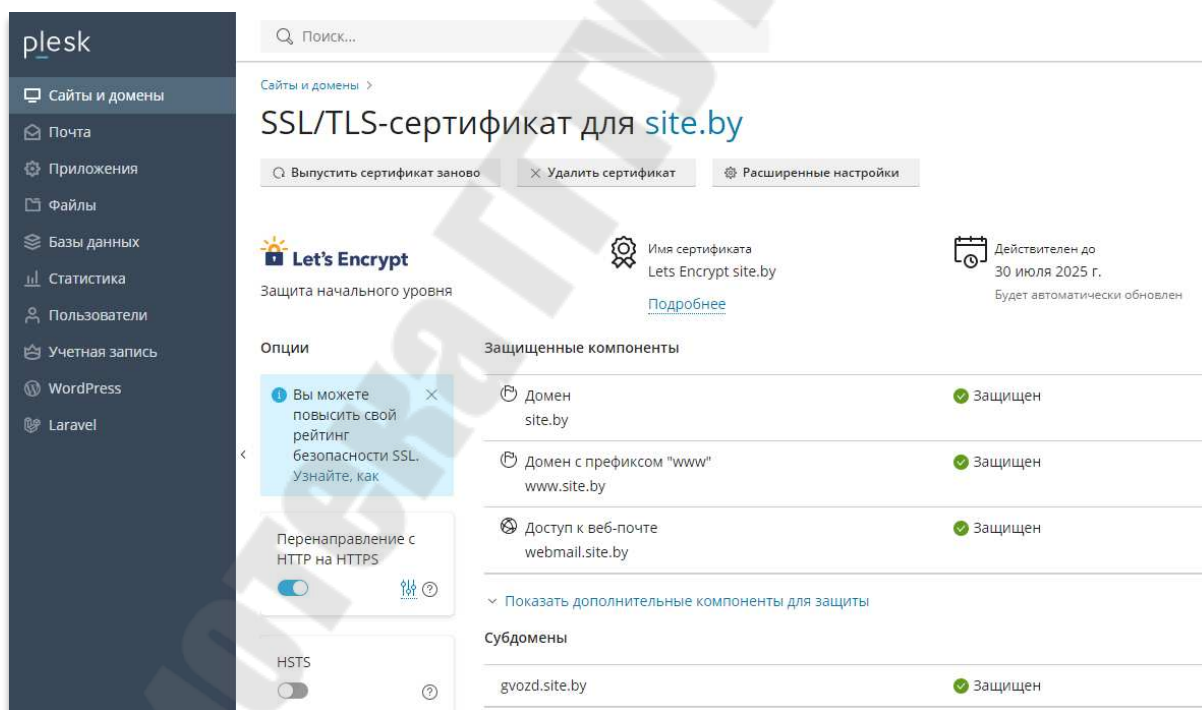 plesk
Поиск...
Сайты и домены
Почта
Приложения
Файлы
Базы данных
Статистика
Пользователи
Учетная запись
WordPress
Laravel
Сайты и домены >
SSL/TLS-сертификат для site.by
Выпустить сертификат заново
Удалить сертификат
Расширенные настройки
Let's Encrypt
Защита начального уровня
Имя сертификата
Lets Encrypt site.by
Подробнее
Действителен до
30 июля 2025 г.
Будет автоматически обновлен
Опции
Вы можете
повысить свой
рейтинг
безопасности SSL.
Узнайте, как
Перенаправление с
HTTP на HTTPS
HSTS
Защищенные компоненты
Домен
site.by
Защищен
Домен с префиксом "www"
www.site.by
Защищен
Доступ к веб-почте
webmail.site.by
Защищен
Показать дополнительные компоненты для защиты
Субдомены
gvozd.site.by
Защищен